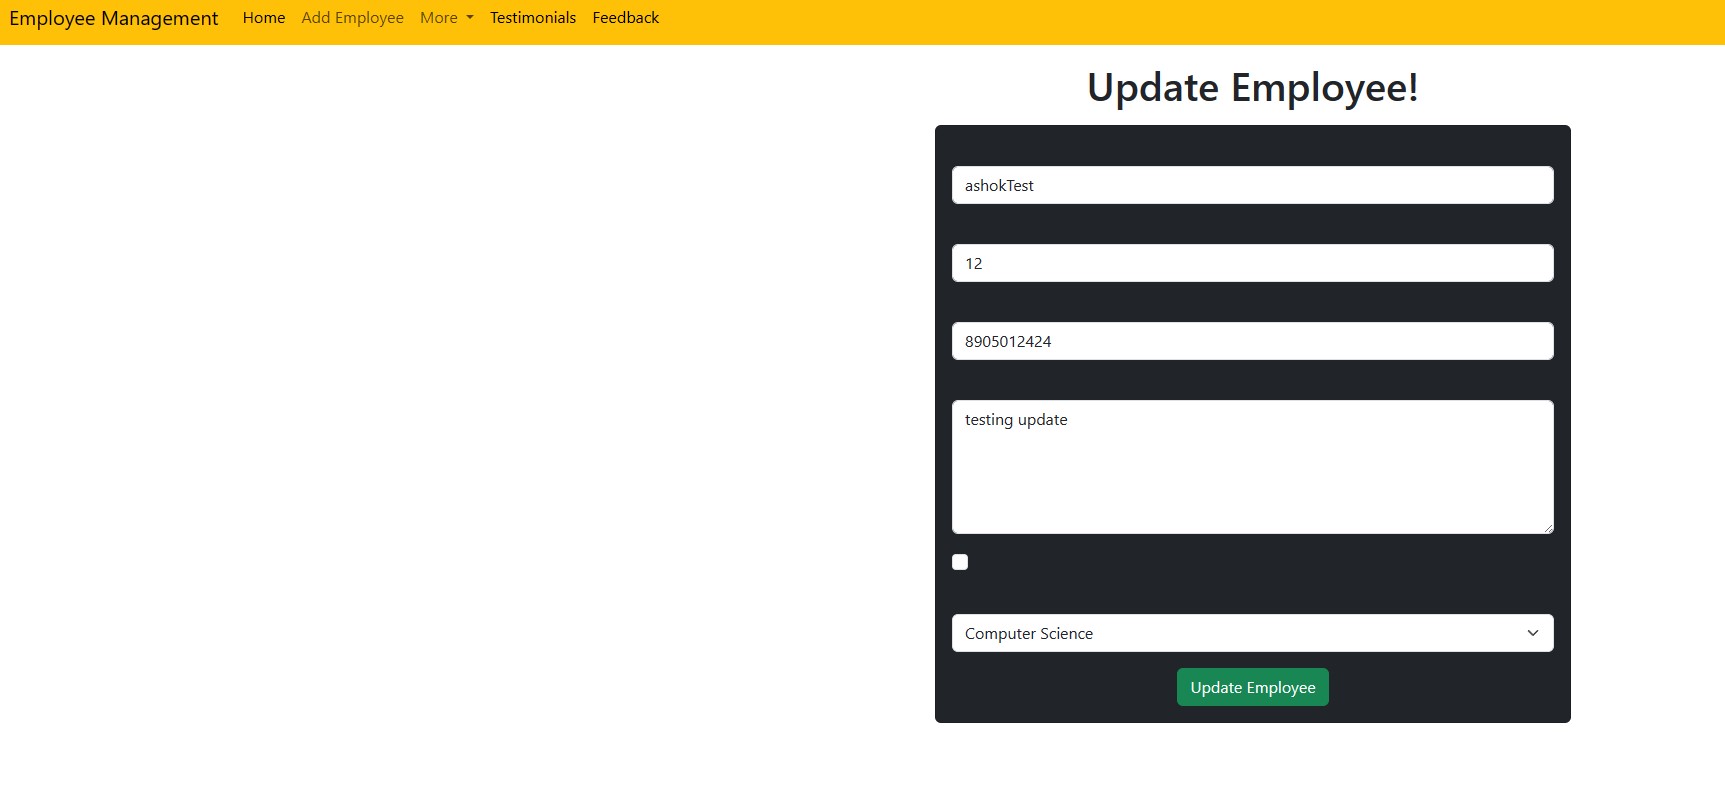 Employee Management Home Add Employee More Testimonials Feedback
Update Employee!
ashokTest
12
8905012424
testing update
Computer Science
Update Employee